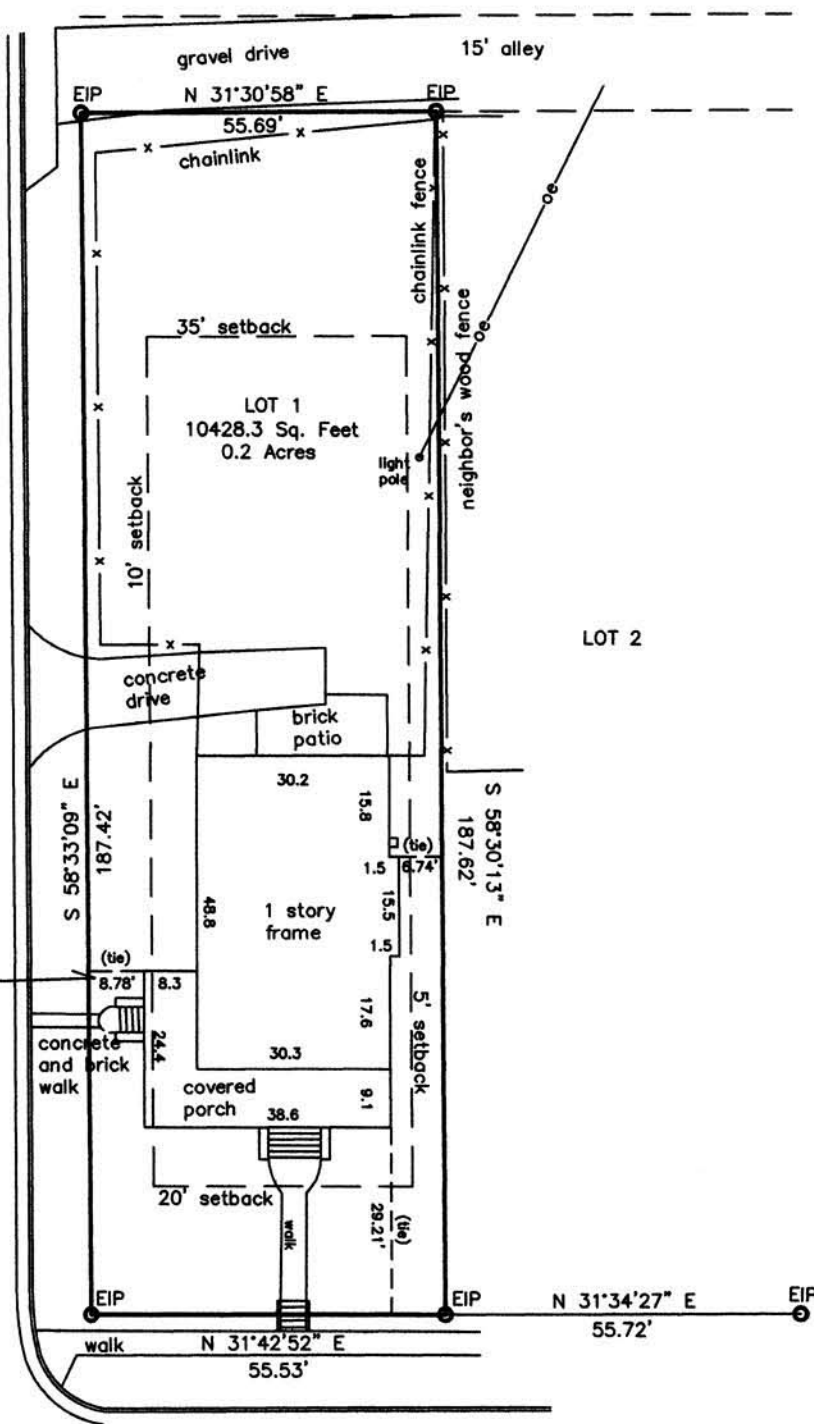 gravel drive
15' alley
EIP
N 31°30'58" E
EIP
55.69'
chainlink
chainlink fence
neighbor's wood fence
35' setback
LOT 1
10428.3 Sq. Feet
0.2 Acres
oe
oe
light
pole
10' setback
LOT 2
concrete
drive
brick
patio
S 58°33'09" E
187.42'
30.2
15.8
(tie)
6.74'
1.5
S 58°30'13" E
187.62'
48.8
1 story
frame
15.5
1.5
(tie)
8.78'
8.3
17.6
5' setback
concrete
and brick
walk
24.4
30.3
covered
porch
9.1
38.6
20' setback
walk
(tie)
29.21'
EIP
EIP
N 31°34'27" E
EIP
55.72'
walk
N 31°42'52" E
55.53'